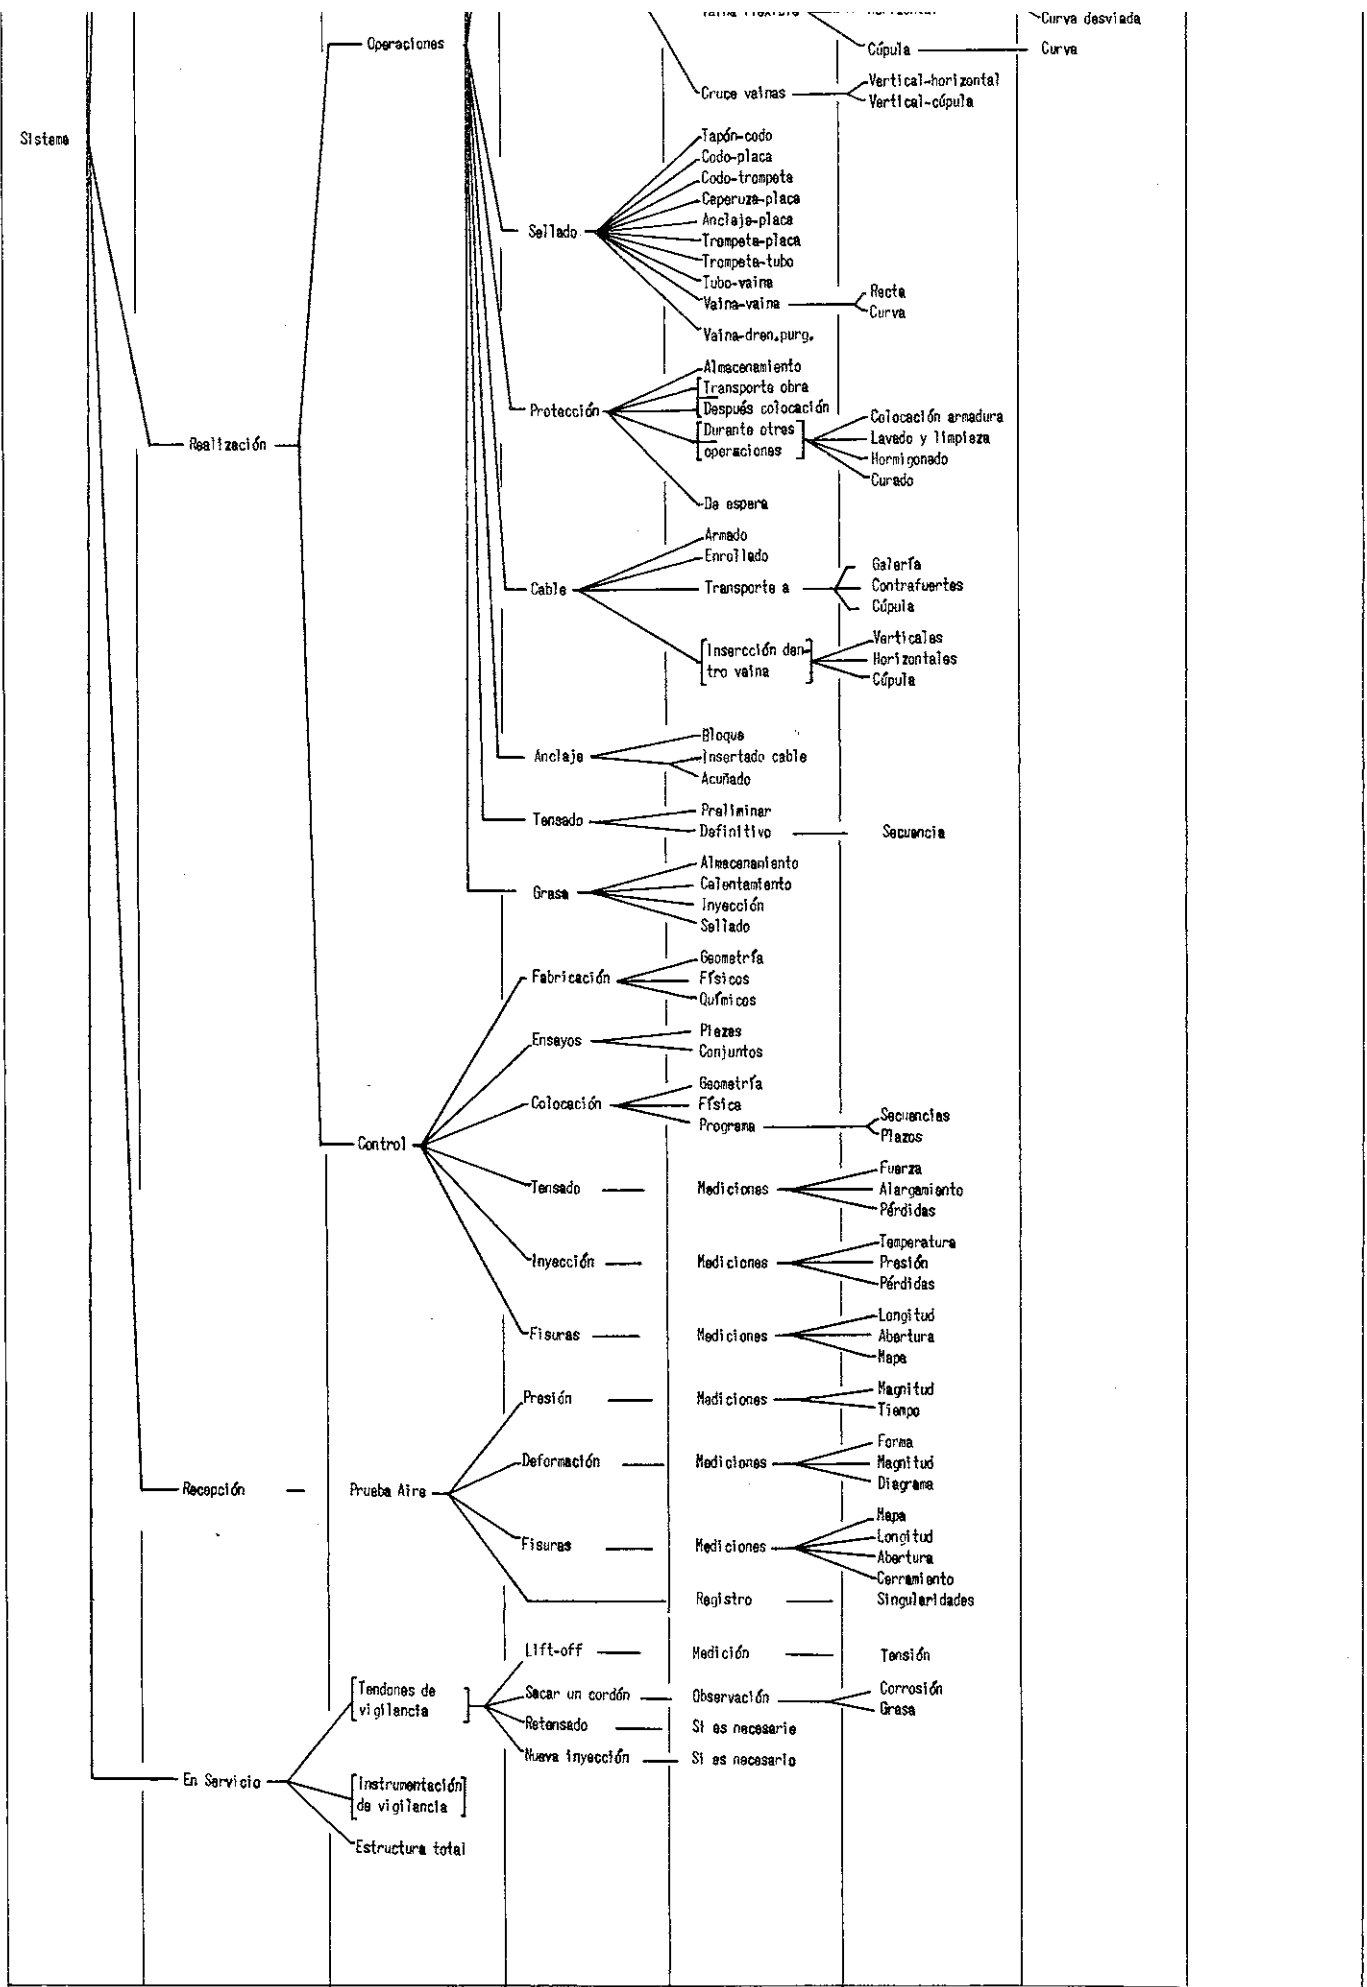 Curva desviada
Operaciones
Cúpula
Curva
Cruce vainas
Vertical-horizontal
Vertical-cúpula
Sistema
Tapón-codo
Codo-placa
Codo-trompeta
Caperuza-placa
Anclaje-placa
Sellado
Trompeta-placa
Trompeta-tubo
Tubo-vaina
Vaina-vaina
Recta
Curva
Vaina-dren.purg.
Almacenamiento
Transporte obra
Protección
Después colocación
Durante otras
operaciones
Colocación armadura
Lavado y limpieza
Hormigonado
Curado
Realización
De espera
Armado
Enrollado
Cable
Transporte a
Galería
Contrafuertes
Cúpula
Insercción den-
tro vaina
Verticales
Horizontales
Cúpula
Anclaje
Bloque
Insertado cable
Acuñado
Tensado
Preliminar
Definitivo
Secuencia
Grasa
Almacenamiento
Calentamiento
Inyección
Sellado
Fabricación
Geometría
Físicos
Químicos
Ensayos
Piezas
Conjuntos
Colocación
Geometría
Física
Programa
Secuencias
Plazos
Control
Tensado
Mediciones
Fuerza
Alargamiento
Pérdidas
Inyección
Mediciones
Temperatura
Presión
Pérdidas
Fisuras
Mediciones
Longitud
Abertura
Mapa
Presión
Mediciones
Magnitud
Tiempo
Deformación
Mediciones
Forma
Magnitud
Diagrama
Recepción
Prueba Aire
Fisuras
Mediciones
Mapa
Longitud
Abertura
Cerramiento
Registro
Singularidades
Lift-off
Medición
Tensión
Tendones de
vigilancia
Sacar un cordón
Observación
Corrosión
Grasa
Retensado
Si es necesario
Nueva inyección
Si es necesario
En Servicio
Instrumentación
de vigilancia
Estructura total